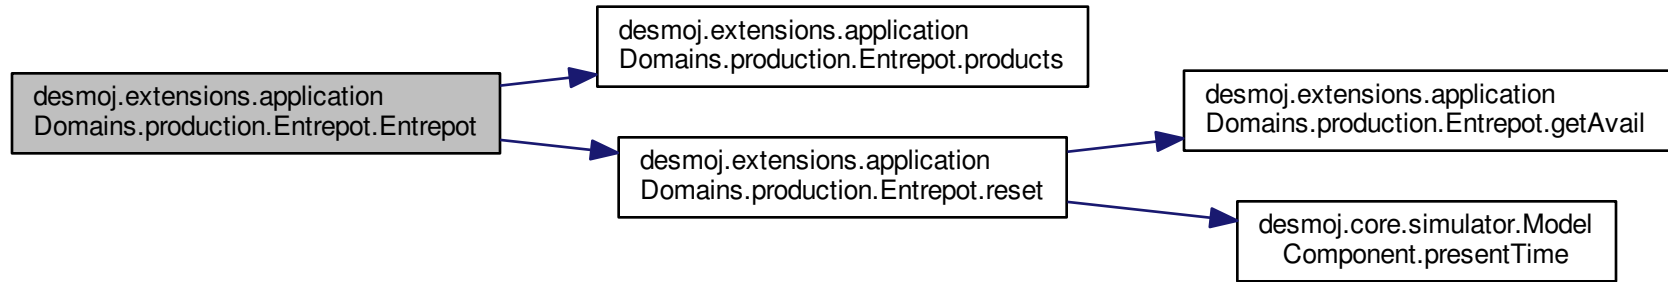 desmoj.extensions.application
Domains.production.Entrepot.Entrepot
desmoj.extensions.application
Domains.production.Entrepot.products
desmoj.extensions.application
Domains.production.Entrepot.reset
desmoj.extensions.application
Domains.production.Entrepot.getAvail
desmoj.core.simulator.Model
Component.presentTime